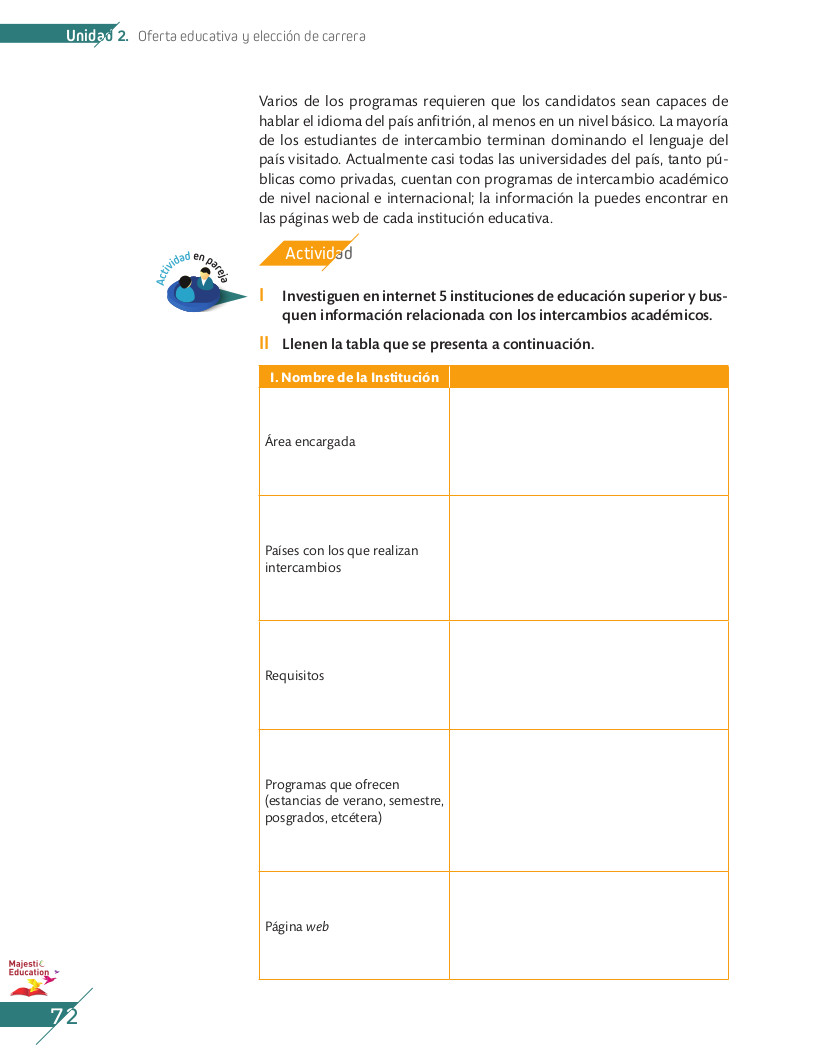 Unidad 2. Oferta educativa y elección de carrera
Varios de los programas requieren que los candidatos sean capaces de
hablar el idioma del país anfitrión, al menos en un nivel básico. La mayoría
de los estudiantes de intercambio terminan dominando el lenguaje del
país visitado. Actualmente casi todas las universidades del país, tanto pú-
blicas como privadas, cuentan con programas de intercambio académico
de nivel nacional e internacional; la información la puedes encontrar en
las páginas web de cada institución educativa.
Actividad en pareja
Actividad
I Investiguen en internet 5 instituciones de educación superior y bus-
quen información relacionada con los intercambios académicos.
II Llenen la tabla que se presenta a continuación.
I. Nombre de la Institución
Área encargada
Países con los que realizan
intercambios
Requisitos
Programas que ofrecen
(estancias de verano, semestre,
posgrados, etcétera)
Página web
Majestic
Education
72